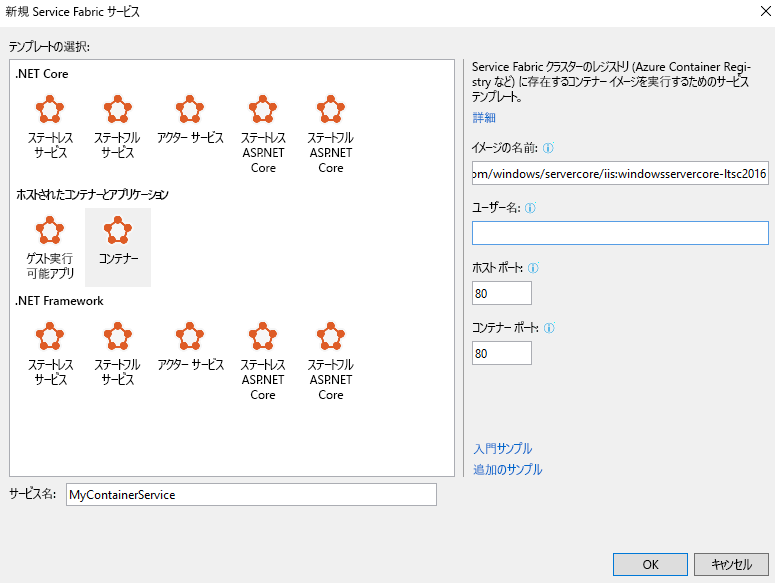 新規 Service Fabric サービス
テンプレートの選択:
.NET Core
ステートレス サービス
ステートフル サービス
アクター サービス
ステートレス ASP.NET Core
ステートフル ASP.NET Core
ホストされたコンテナーとアプリケーション
ゲスト実行可能アプリ
コンテナー
.NET Framework
ステートレス サービス
ステートフル サービス
アクター サービス
ステートレス ASP.NET Core
ステートフル ASP.NET Core
サービス名:
MyContainerService
Service Fabric クラスターのレジストリ (Azure Container Regi-
stry など) に存在するコンテナー イメージを実行するためのサービス
テンプレート。
詳細
イメージの名前:
om/windows/servercore/iis:windowsservercore-ltsc2016
ユーザー名:
ホスト ポート:
80
コンテナー ポート:
80
入門サンプル
追加のサンプル
OK
キャンセル